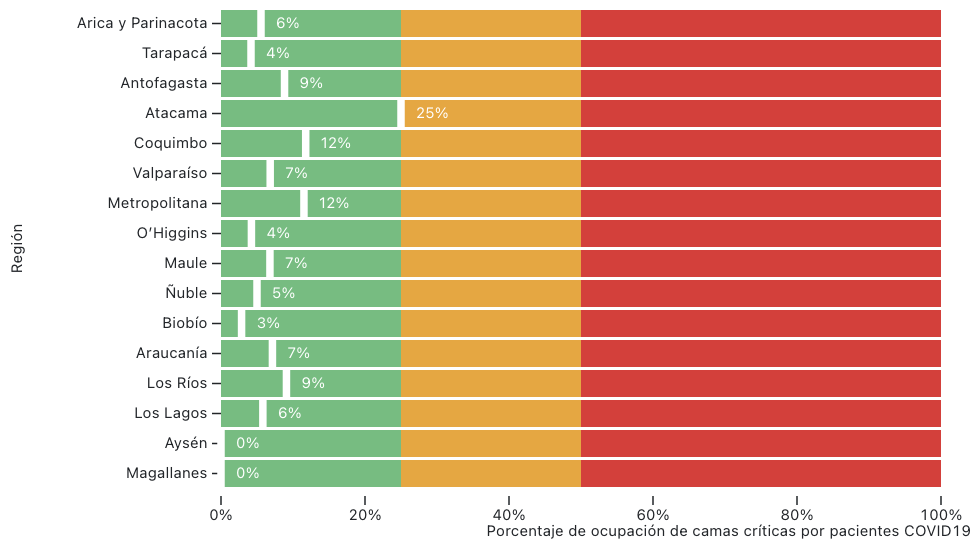 Región
Arica y Parinacota 6%
Tarapacá 4%
Antofagasta 9%
Atacama 25%
Coquimbo 12%
Valparaíso 7%
Metropolitana 12%
O’Higgins 4%
Maule 7%
Ñuble 5%
Biobío 3%
Araucanía 7%
Los Ríos 9%
Los Lagos 6%
Aysén 0%
Magallanes 0%
0% 20% 40% 60% 80% 100%
Porcentaje de ocupación de camas críticas por pacientes COVID19